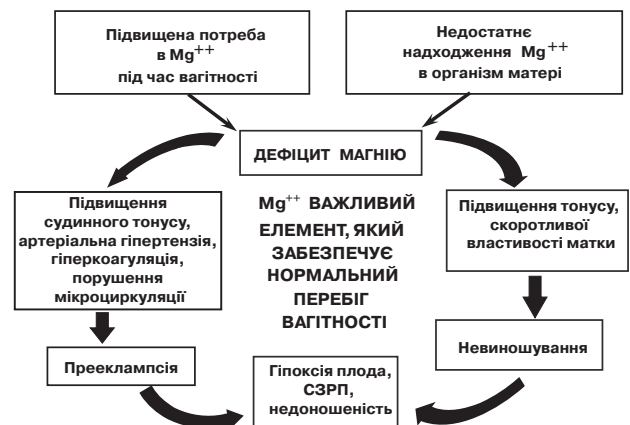 Підвищена потреба
в Mg++
під час вагітності
Недостатнє
надходження Mg++
в організм матері
ДЕФІЦИТ МАГНІЮ
Підвищення
судинного тонусу,
артеріальна гіпертензія,
гіперкоагуляція,
порушення
мікроциркуляції
Mg++ ВАЖЛИВИЙ
ЕЛЕМЕНТ, ЯКИЙ
ЗАБЕЗПЕЧУЄ
НОРМАЛЬНИЙ
ПЕРЕБІГ
ВАГІТНОСТІ
Підвищення тонусу,
скоротливої
властивості матки
Прееклампсія
Невиношування
Гіпоксія плода,
СЗРП,
недоношеність